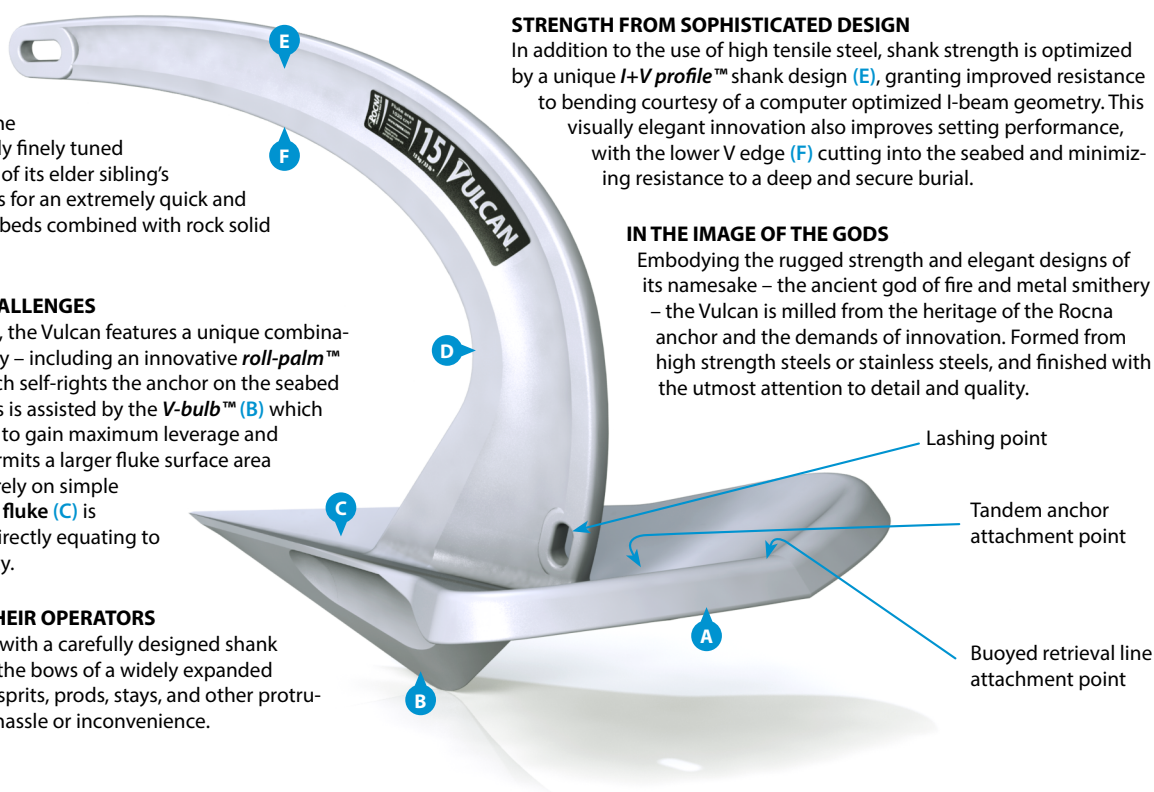 ne
ly finely tuned
of its elder sibling's
s for an extremely quick and
beds combined with rock solid
ALLENGES
, the Vulcan features a unique combina-
y – including an innovative roll-palm™
ch self-rights the anchor on the seabed
s is assisted by the V-bulb™ (B) which
to gain maximum leverage and
rmits a larger fluke surface area
rely on simple
fluke (C) is
irectly equating to
y.
HEIR OPERATORS
with a carefully designed shank
the bows of a widely expanded
sprits, prods, stays, and other protru-
hassle or inconvenience.
STRENGTH FROM SOPHISTICATED DESIGN
In addition to the use of high tensile steel, shank strength is optimized
by a unique I+V profile™ shank design (E), granting improved resistance
to bending courtesy of a computer optimized I-beam geometry. This
visually elegant innovation also improves setting performance,
with the lower V edge (F) cutting into the seabed and minimiz-
ing resistance to a deep and secure burial.
IN THE IMAGE OF THE GODS
Embodying the rugged strength and elegant designs of
its namesake – the ancient god of fire and metal smithery
– the Vulcan is milled from the heritage of the Rocna
anchor and the demands of innovation. Formed from
high strength steels or stainless steels, and finished with
the utmost attention to detail and quality.
E
F
ROCNA
15
VULCAN
D
C
A
B
Lashing point
Tandem anchor
attachment point
Buoyed retrieval line
attachment point